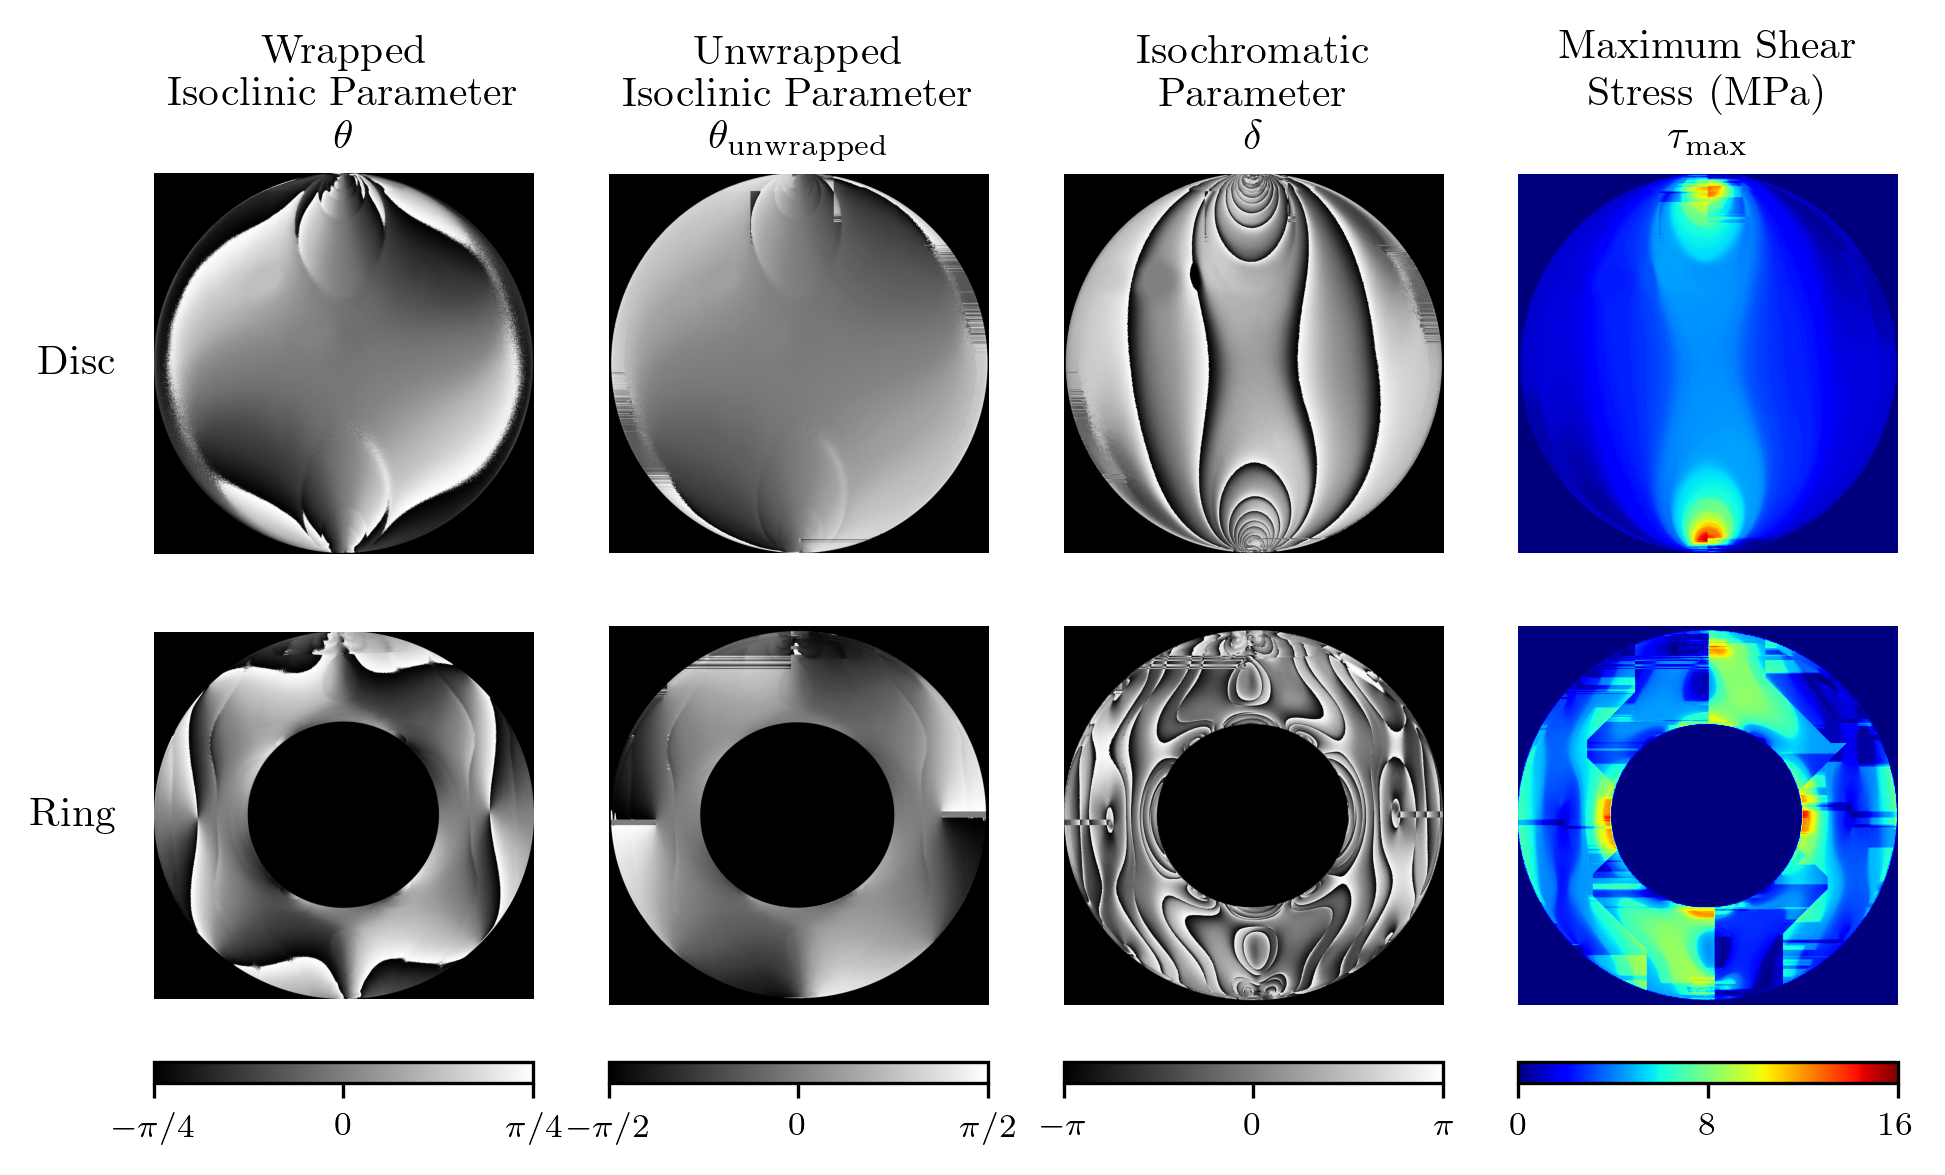 Wrapped
Isoclinic Parameter
θ
Unwrapped
Isoclinic Parameter
θunwrapped
Isochromatic
Parameter
δ
Maximum Shear
Stress (MPa)
τmax
Disc
Ring
−π/4 0 π/4
−π/2 0 π/2
−π 0 π
0 8 16